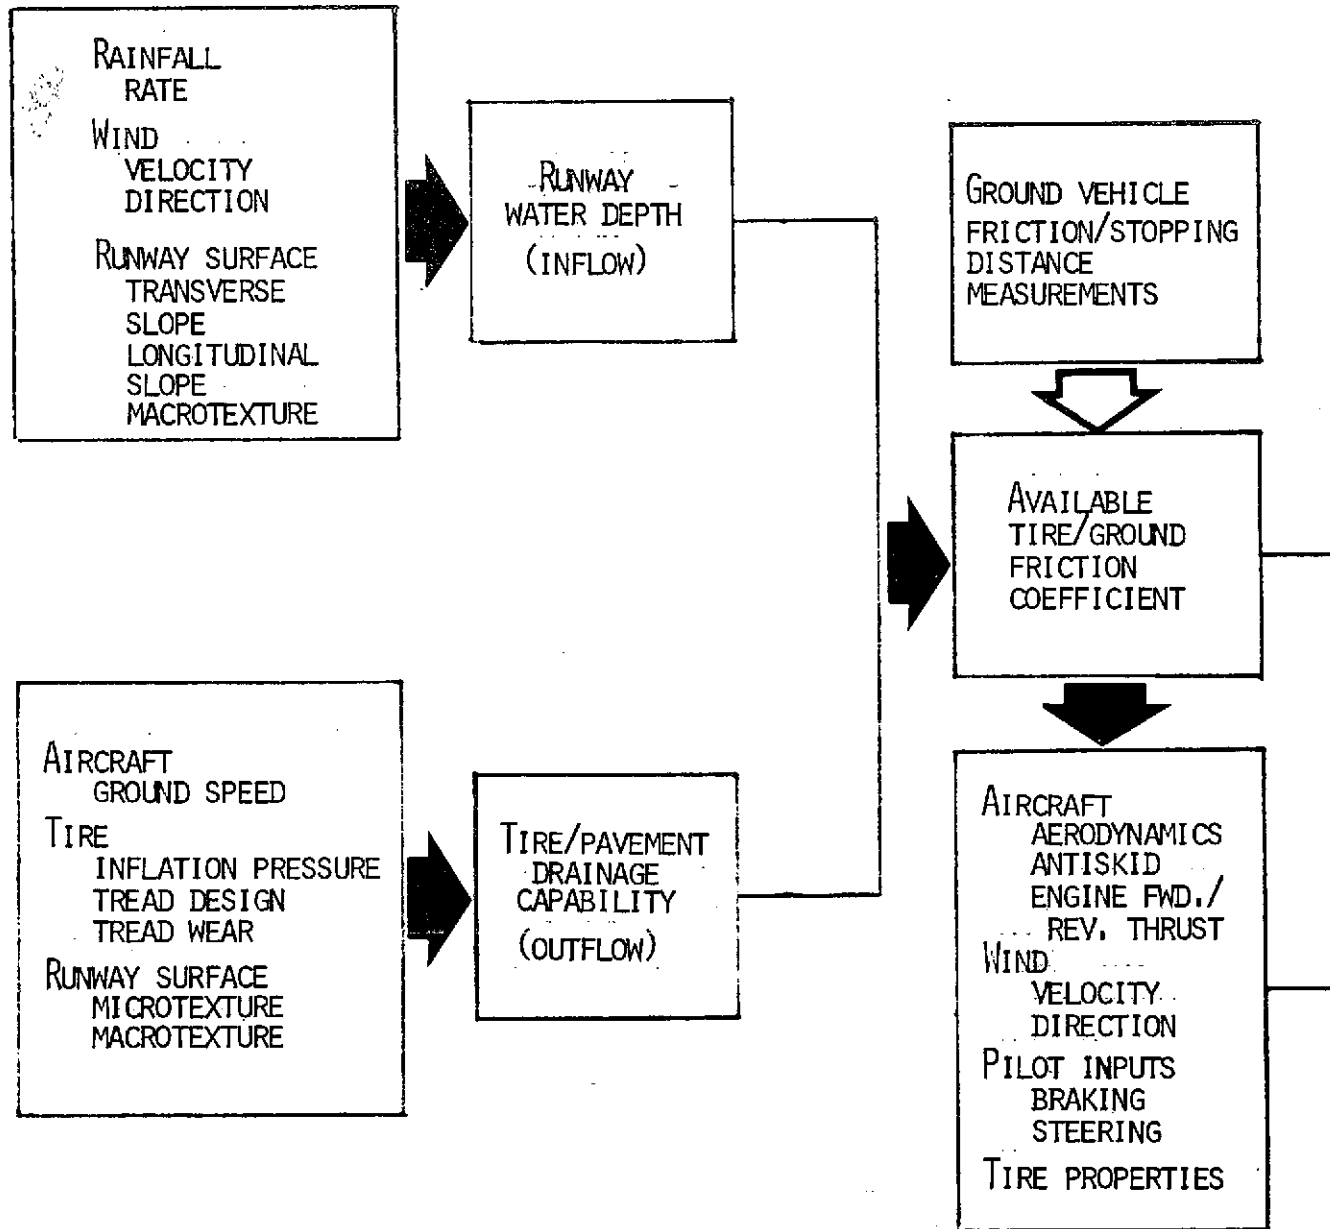 RAINFALL
RATE
WIND
VELOCITY
DIRECTION
RUNWAY SURFACE
TRANSVERSE
SLOPE
LONGITUDINAL
SLOPE
MACROTEXTURE
RUNWAY
WATER DEPTH
(INFLOW)
GROUND VEHICLE
FRICTION/STOPPING
DISTANCE
MEASUREMENTS
AVAILABLE
TIRE/GROUND
FRICTION
COEFFICIENT
AIRCRAFT
GROUND SPEED
TIRE
INFLATION PRESSURE
TREAD DESIGN
TREAD WEAR
RUNWAY SURFACE
MICROTEXTURE
MACROTEXTURE
TIRE/PAVEMENT
DRAINAGE
CAPABILITY
(OUTFLOW)
AIRCRAFT
AERODYNAMICS
ANTISKID
ENGINE FWD./
REV. THRUST
WIND
VELOCITY
DIRECTION
PILOT INPUTS
BRAKING
STEERING
TIRE PROPERTIES